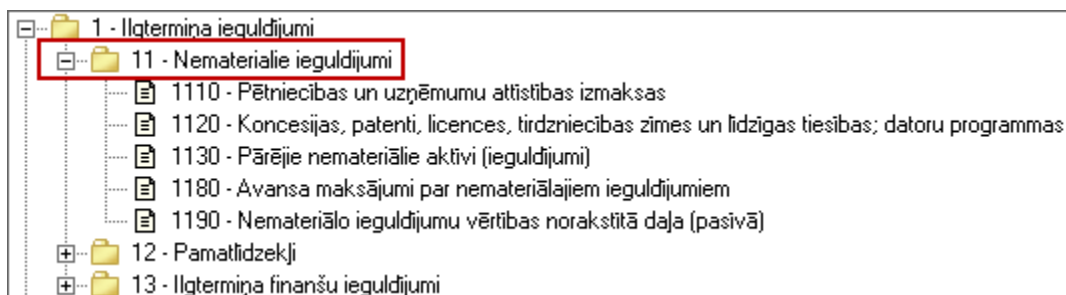 1 - Ilgtermiņa ieguldījumi
11 - Nemateriālie ieguldījumi
1110 - Pētniecības un uzņēmumu attīstības izmaksas
1120 - Koncesijas, patenti, licences, tirdzniecības zīmes un līdzīgas tiesības; datoru programmas
1130 - Pārējie nemateriālie aktīvi (ieguldījumi)
1180 - Avansa maksājumi par nemateriālajiem ieguldījumiem
1190 - Nemateriālo ieguldījumu vērtības norakstītā daļa (pasīvā)
12 - Pamatlīdzekļi
13 - Ilgtermiņa finanšu ieguldījumi